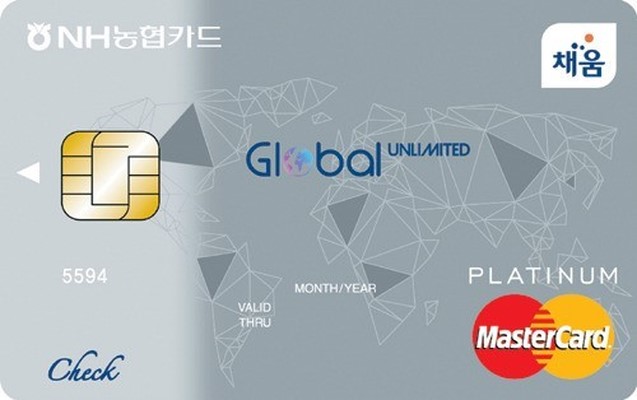 NH농협카드
채움
Global UNLIMITED
5594
MONTH/YEAR
VALID
THRU
PLATINUM
MasterCard
Check